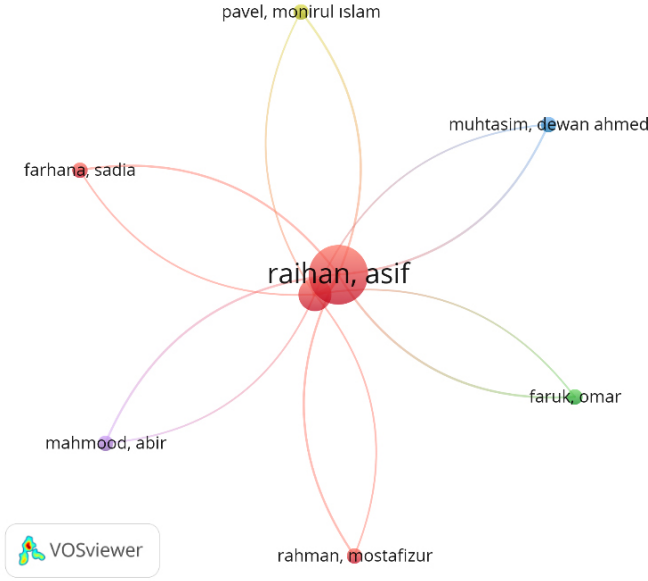 pavel, monirul ıslam
muhtasim, dewan ahmed
farhana, sadia
raihan, asif
faruk, omar
mahmood, abir
rahman, mostafizur
VOSviewer